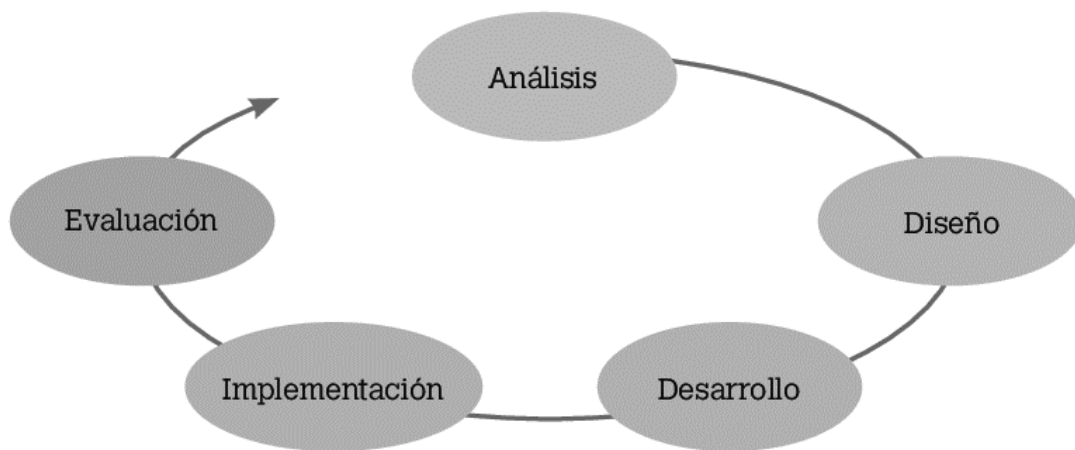 Análisis
Diseño
Desarrollo
Implementación
Evaluación